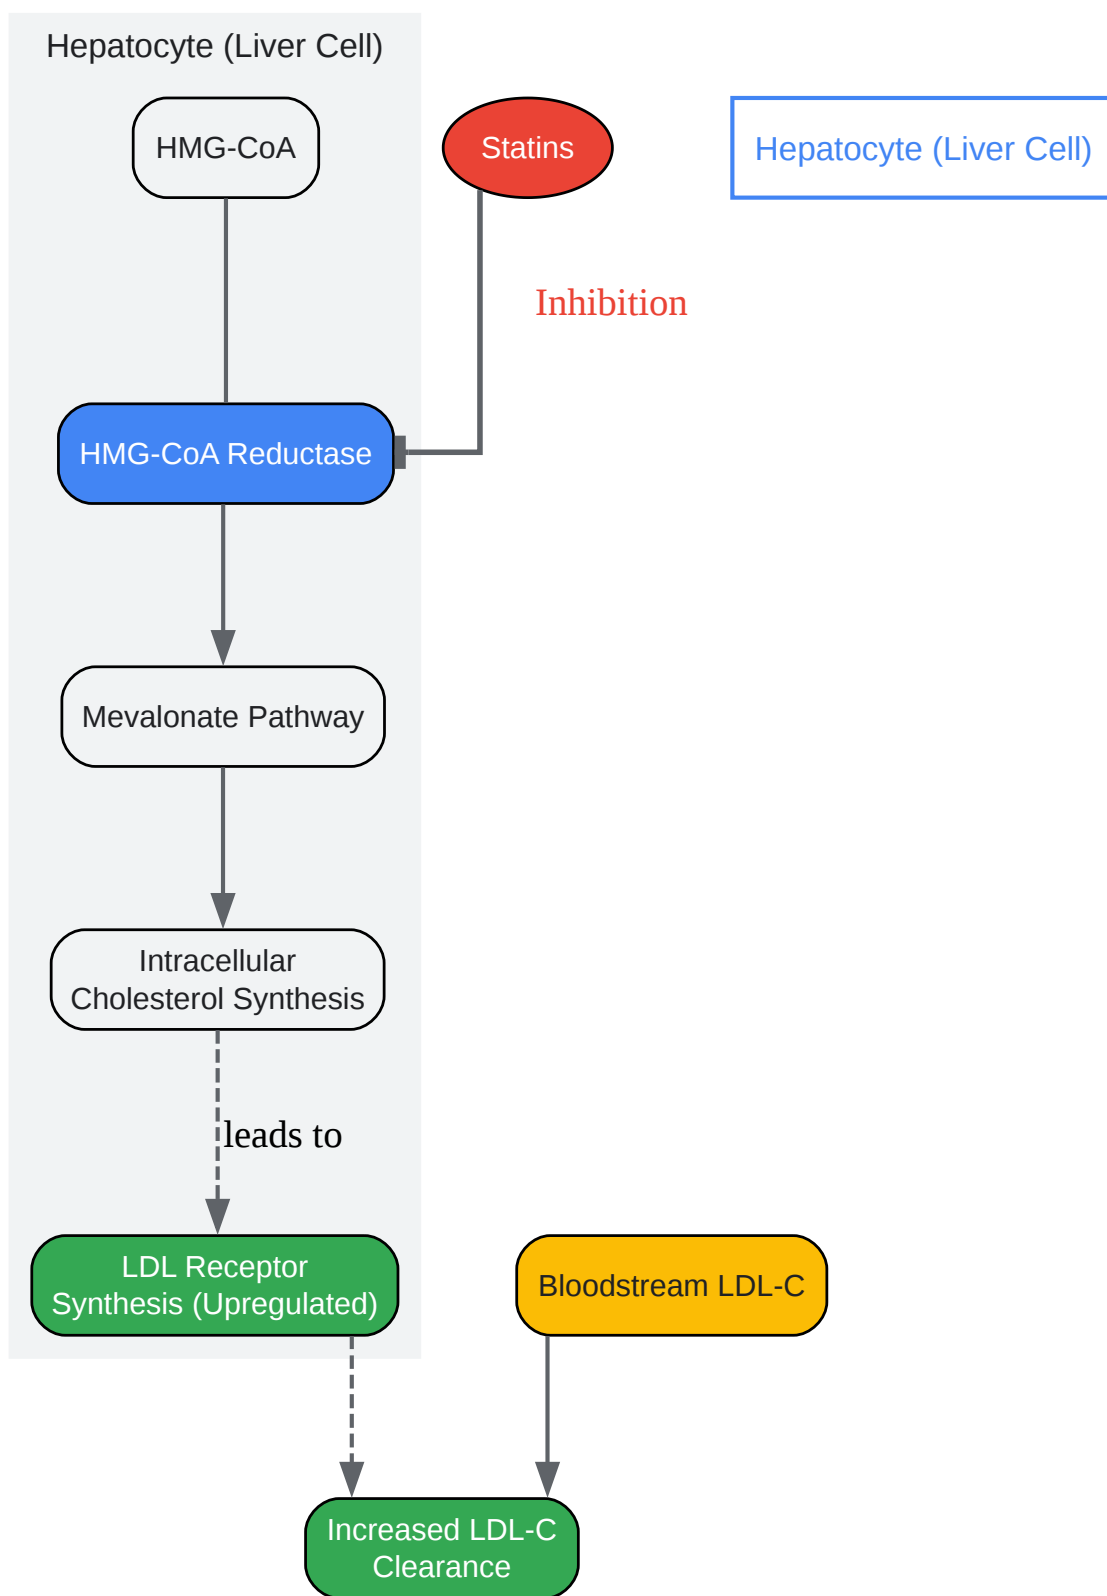 Hepatocyte (Liver Cell)
HMG-CoA
Statins
Hepatocyte (Liver Cell)
Inhibition
HMG-CoA Reductase
Mevalonate Pathway
Intracellular
Cholesterol Synthesis
leads to
LDL Receptor
Synthesis (Upregulated)
Bloodstream LDL-C
Increased LDL-C
Clearance